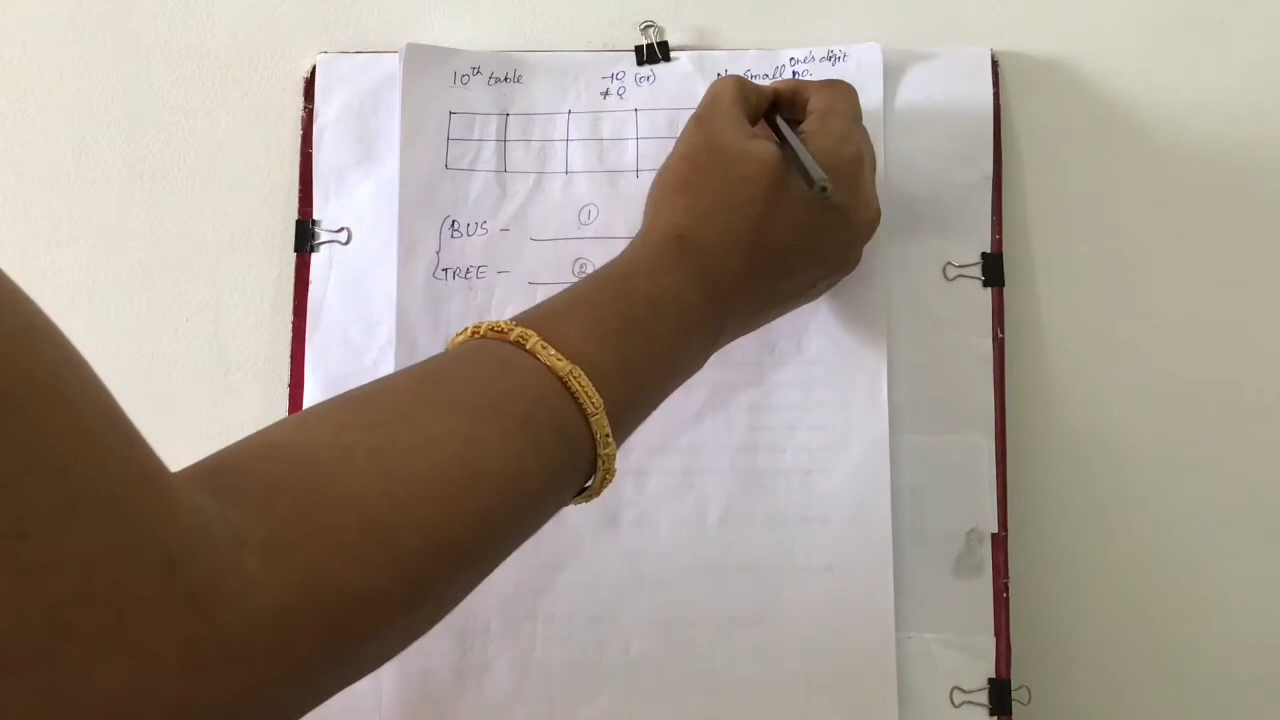 10th table
-10 (or)
≠ 0
small one's digit no.
BUS - ①
TREE - ②